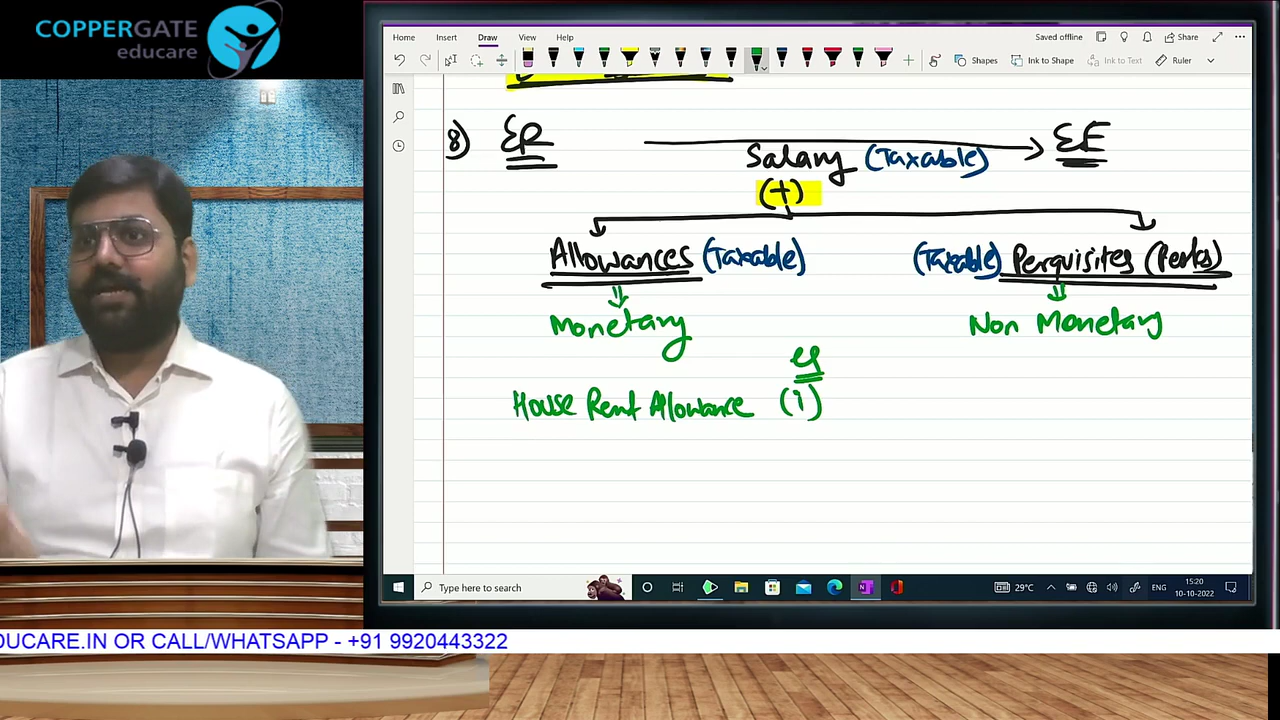 COPPERGATE
educare
Home Insert Draw View Help
Saved offline
Share
Shapes
Ink to Shape
Ink to Text
Ruler
8) ER EE
Salary (Taxable)
(+)
Allowances (Taxable) (Taxable) Perquisites (Perks)
Monetary Non Monetary
eg
House Rent Allowance (1)
Type here to search
29°C
ENG
15:20
10-10-2022
DUCARE.IN OR CALL/WHATSAPP - +91 9920443322